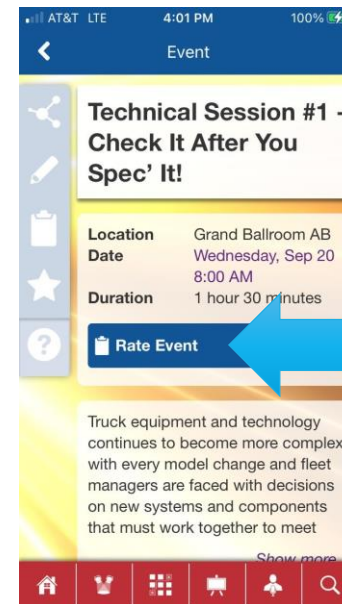 AT&T LTE 4:01 PM 100%
Event
Technical Session #1 -
Check It After You
Spec' It!
Location Grand Ballroom AB
Date Wednesday, Sep 20
8:00 AM
Duration 1 hour 30 minutes
Rate Event
Truck equipment and technology
continues to become more complex
with every model change and fleet
managers are faced with decisions
on new systems and components
that must work together to meet
Show more